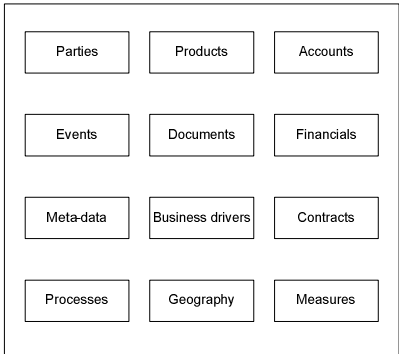 Parties
Products
Accounts
Events
Documents
Financials
Meta-data
Business drivers
Contracts
Processes
Geography
Measures